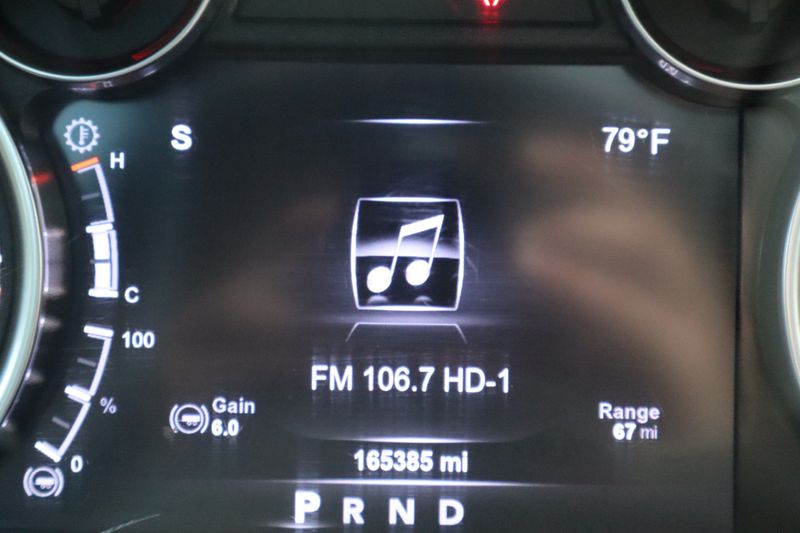 S
79°F
H
C
100
%
0
FM 106.7 HD-1
Gain
6.0
Range
67 mi
165385 mi
P R N D